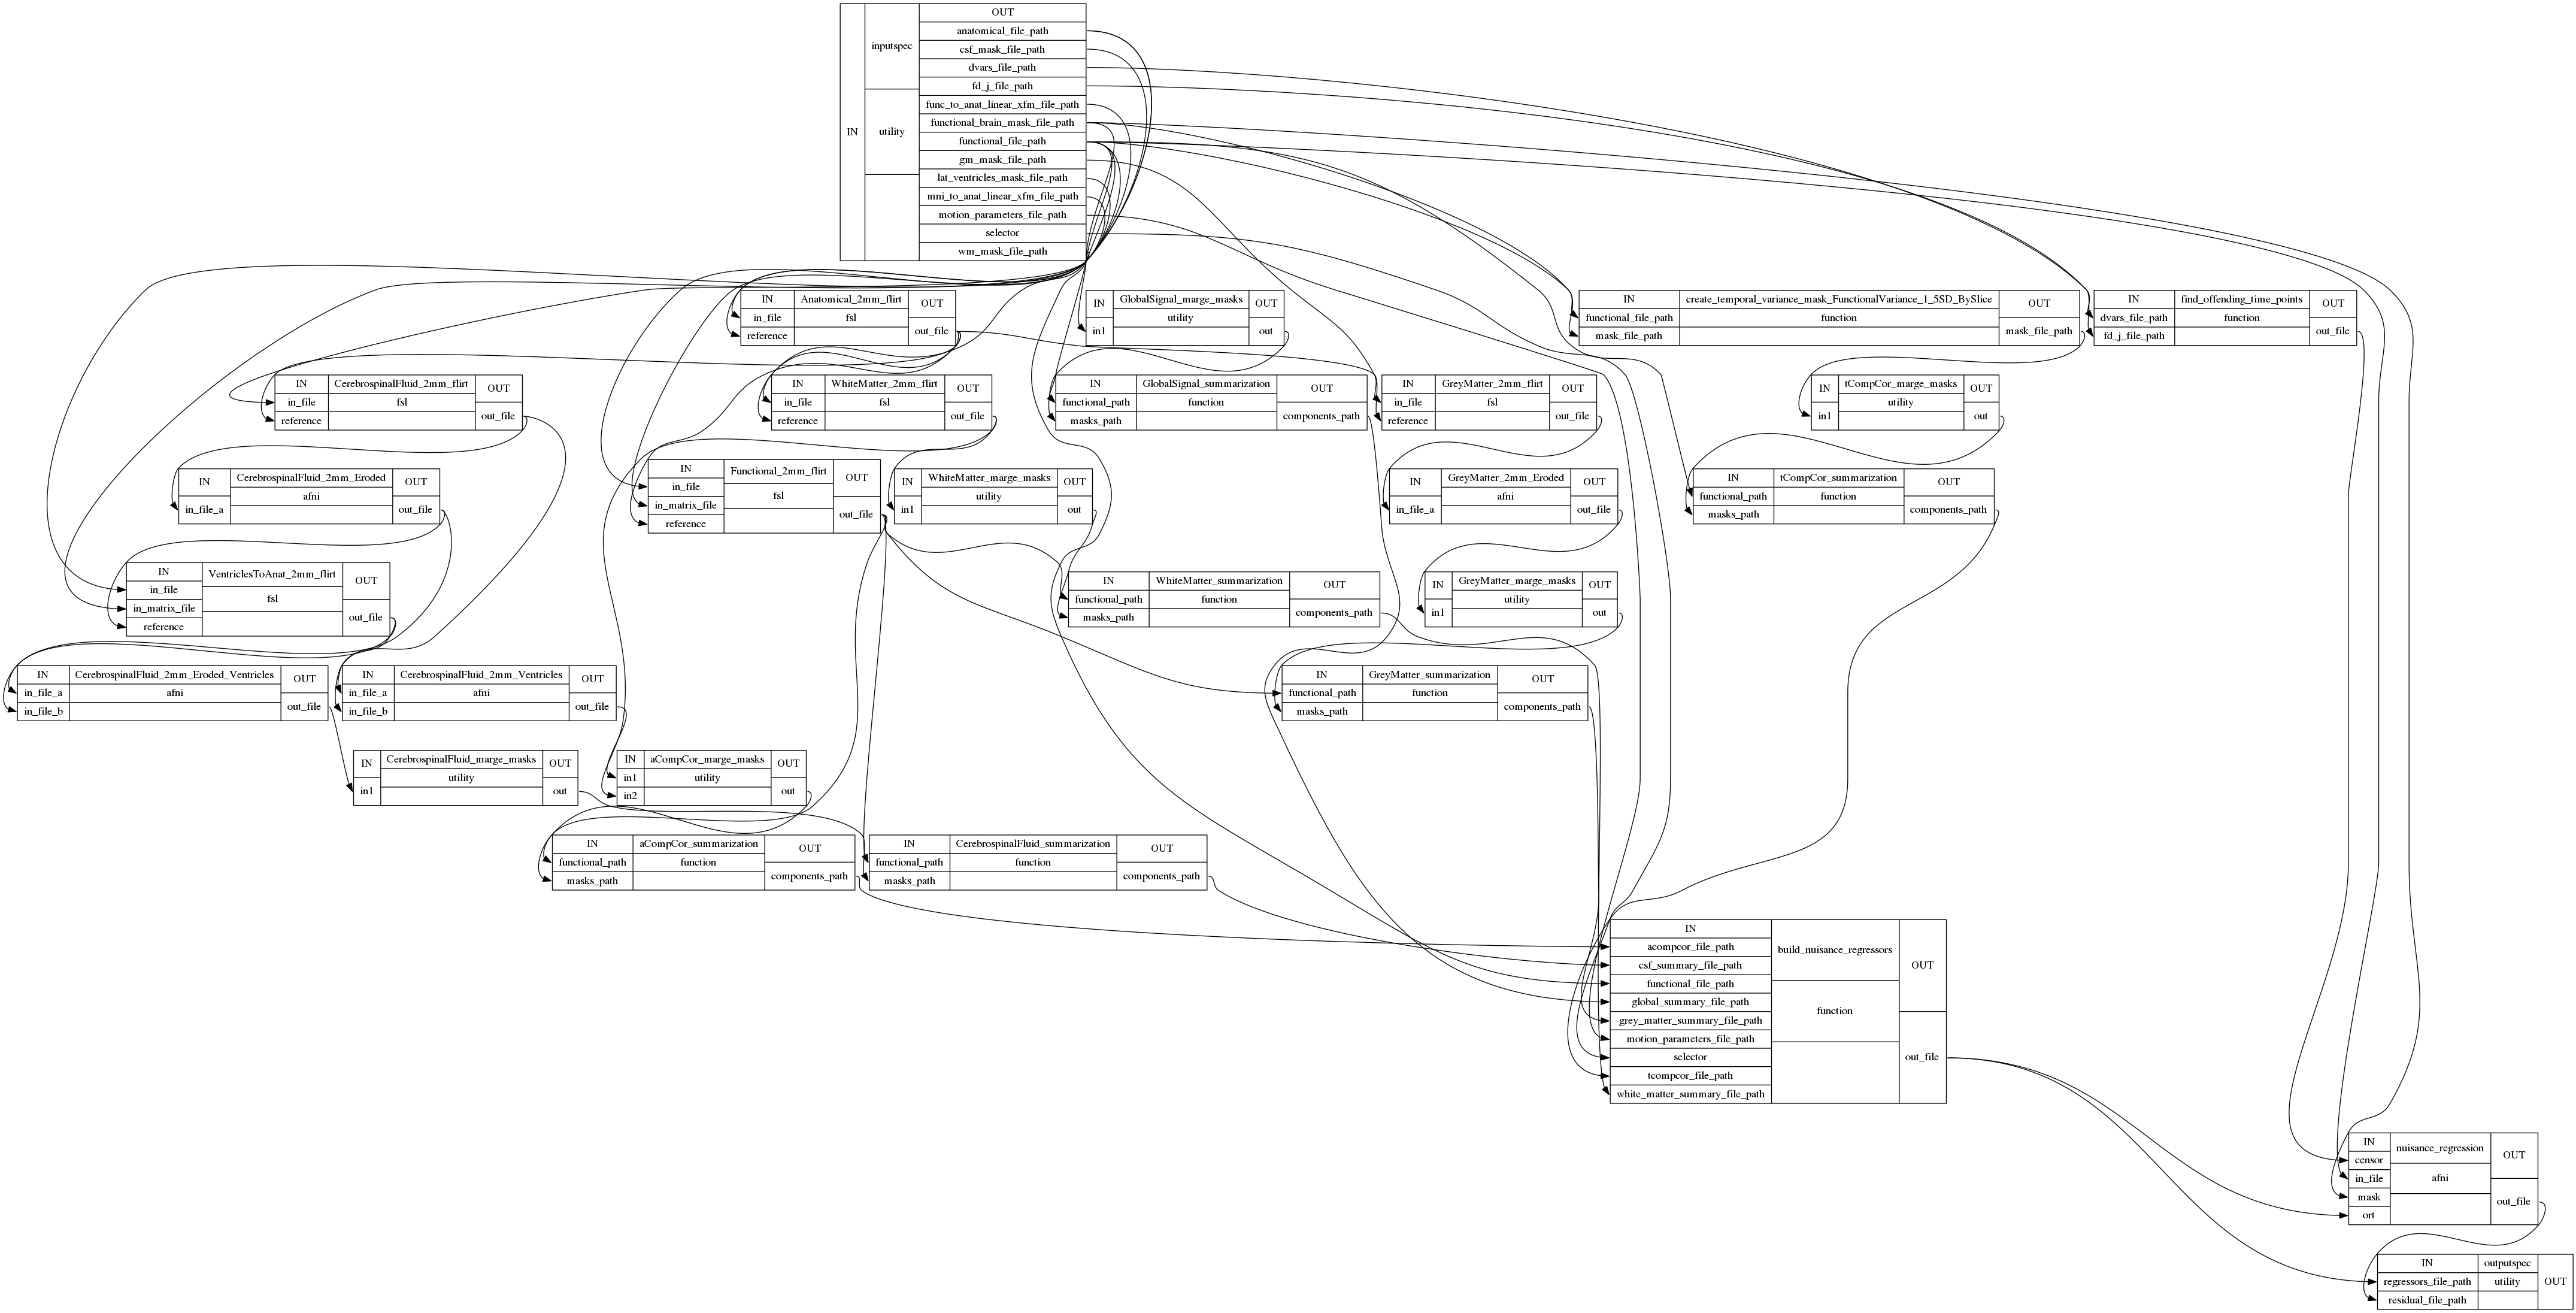 IN
inputspec
utility
OUT
anatomical_file_path
csf_mask_file_path
dvars_file_path
fd_j_file_path
func_to_anat_linear_xfm_file_path
functional_brain_mask_file_path
functional_file_path
gm_mask_file_path
lat_ventricles_mask_file_path
mni_to_anat_linear_xfm_file_path
motion_parameters_file_path
selector
wm_mask_file_path
IN
in_file
reference
Anatomical_2mm_flirt
fsl
OUT
out_file
IN
in1
GlobalSignal_marge_masks
utility
OUT
out
IN
functional_file_path
mask_file_path
create_temporal_variance_mask_FunctionalVariance_1_5SD_BySlice
function
OUT
mask_file_path
IN
dvars_file_path
fd_j_file_path
find_offending_time_points
function
OUT
out_file
IN
in_file
reference
CerebrospinalFluid_2mm_flirt
fsl
OUT
out_file
IN
in_file
reference
WhiteMatter_2mm_flirt
fsl
OUT
out_file
IN
functional_path
masks_path
GlobalSignal_summarization
function
OUT
components_path
IN
in_file
reference
GreyMatter_2mm_flirt
fsl
OUT
out_file
IN
in1
tCompCor_marge_masks
utility
OUT
out
IN
in_file_a
CerebrospinalFluid_2mm_Eroded
afni
OUT
out_file
IN
in_file
in_matrix_file
reference
Functional_2mm_flirt
fsl
OUT
out_file
IN
in1
WhiteMatter_marge_masks
utility
OUT
out
IN
in_file_a
GreyMatter_2mm_Eroded
afni
OUT
out_file
IN
functional_path
masks_path
tCompCor_summarization
function
OUT
components_path
IN
in_file
in_matrix_file
reference
VentriclesToAnat_2mm_flirt
fsl
OUT
out_file
IN
functional_path
masks_path
WhiteMatter_summarization
function
OUT
components_path
IN
in1
GreyMatter_marge_masks
utility
OUT
out
IN
in_file_a
in_file_b
CerebrospinalFluid_2mm_Eroded_Ventricles
afni
OUT
out_file
IN
in_file_a
in_file_b
CerebrospinalFluid_2mm_Ventricles
afni
OUT
out_file
IN
functional_path
masks_path
GreyMatter_summarization
function
OUT
components_path
IN
in1
CerebrospinalFluid_marge_masks
utility
OUT
out
IN
in1
in2
aCompCor_marge_masks
utility
OUT
out
IN
functional_path
masks_path
aCompCor_summarization
function
OUT
components_path
IN
functional_path
masks_path
CerebrospinalFluid_summarization
function
OUT
components_path
IN
acompcor_file_path
csf_summary_file_path
functional_file_path
global_summary_file_path
grey_matter_summary_file_path
motion_parameters_file_path
selector
tcompcor_file_path
white_matter_summary_file_path
build_nuisance_regressors
function
OUT
out_file
IN
censor
in_file
mask
ort
nuisance_regression
afni
OUT
out_file
IN
regressors_file_path
residual_file_path
outputspec
utility
OUT